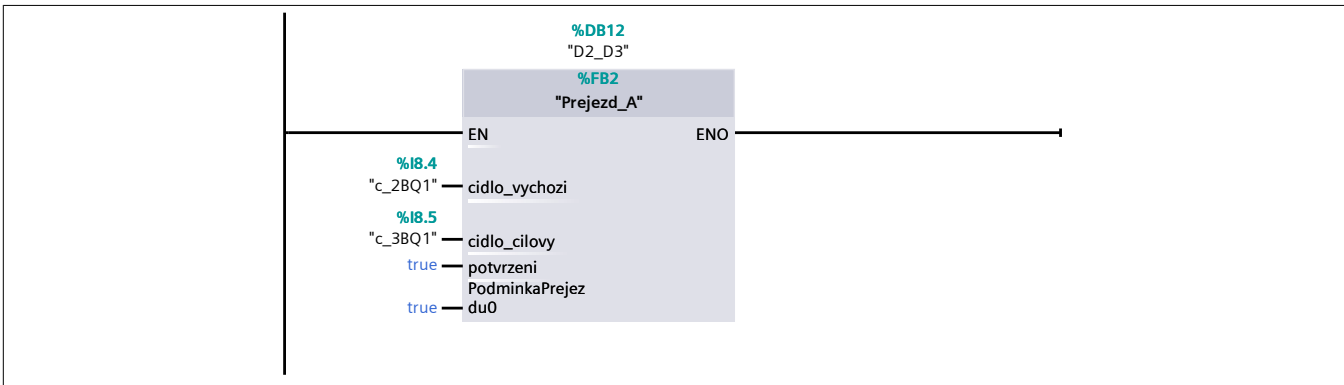 %DB12
"D2_D3"
%FB2
"Prejezd_A"
EN ENO
%I8.4
"c_2BQ1" cidlo_vychozi
%I8.5
"c_3BQ1" cidlo_cilovy
true potvrzeni
PodminkaPrejez
true du0